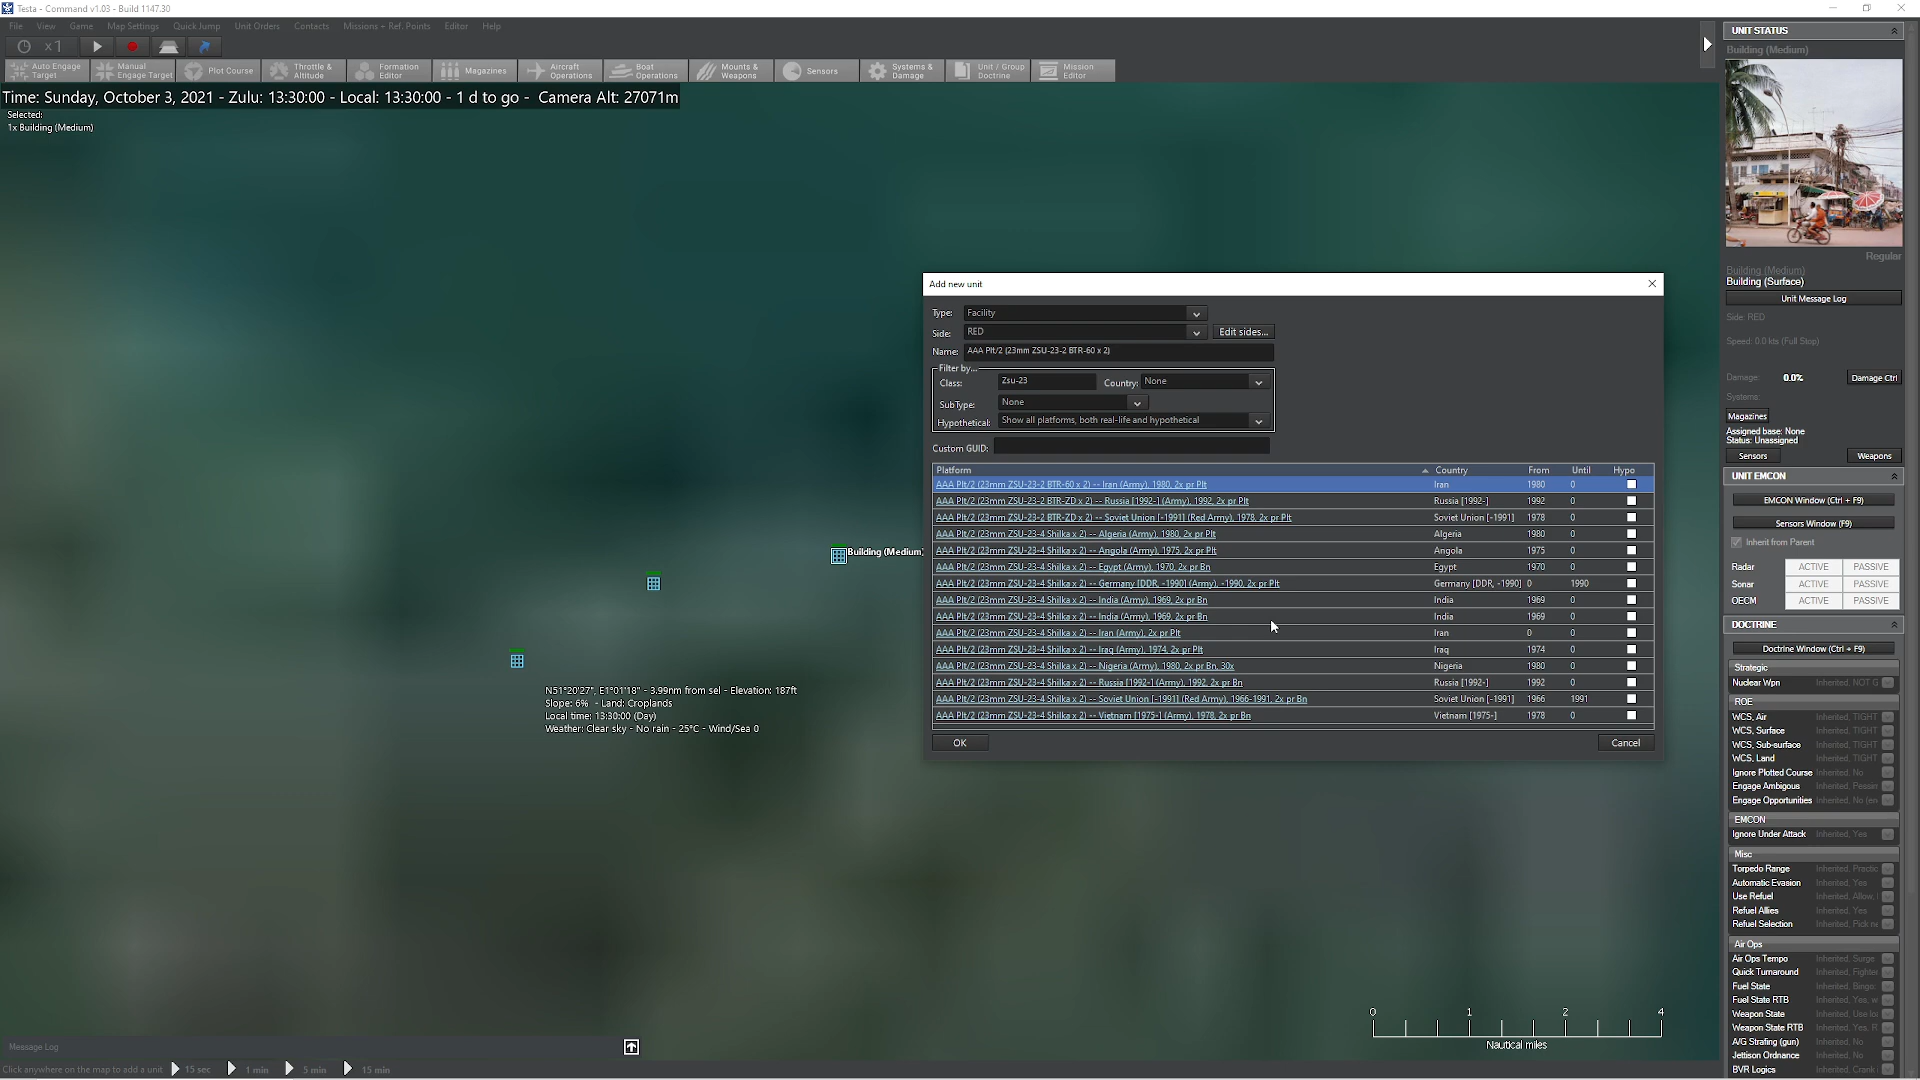 Testa - Command v1.03 - Build 1147.30
File View Game Map Settings Quick Jump Unit Orders Contacts Missions + Ref. Points Editor Help
x1
Auto Engage Target Manual Engage Target Plot Course Throttle & Altitude Formation Editor Magazines Aircraft Operations Boat Operations Mounts & Weapons Sensors Systems & Damage Unit / Group Doctrine Mission Editor
Time: Sunday, October 3, 2021 - Zulu: 13:30:00 - Local: 13:30:00 - 1 d to go - Camera Alt: 27071m
Selected:
1x Building (Medium)
Building (Medium)
N51°20'27", E1°01'18" - 3.99nm from sel - Elevation: 187ft
Slope: 6% - Land: Croplands
Local time: 13:30:00 (Day)
Weather: Clear sky - No rain - 25°C - Wind/Sea 0
Add new unit
Type: Facility
Side: RED Edit sides...
Name: AAA Plt/2 (23mm ZSU-23-2 BTR-60 x 2)
Filter by...
Class: Zsu-23 Country: None
SubType: None
Hypothetical: Show all platforms, both real-life and hypothetical
Custom GUID:
Platform Country From Until Hypo
AAA Plt/2 (23mm ZSU-23-2 BTR-60 x 2) -- Iran (Army), 1980, 2x pr Plt Iran 1980 0
AAA Plt/2 (23mm ZSU-23-2 BTR-ZD x 2) -- Russia [1992-] (Army), 1992, 2x pr Plt Russia [1992-] 1992 0
AAA Plt/2 (23mm ZSU-23-2 BTR-ZD x 2) -- Soviet Union [-1991] (Red Army), 1978, 2x pr Plt Soviet Union [-1991] 1978 0
AAA Plt/2 (23mm ZSU-23-4 Shilka x 2) -- Algeria (Army), 1980, 2x pr Plt Algeria 1980 0
AAA Plt/2 (23mm ZSU-23-4 Shilka x 2) -- Angola (Army), 1975, 2x pr Plt Angola 1975 0
AAA Plt/2 (23mm ZSU-23-4 Shilka x 2) -- Egypt (Army), 1970, 2x pr Bn Egypt 1970 0
AAA Plt/2 (23mm ZSU-23-4 Shilka x 2) -- Germany [DDR, -1990] (Army), -1990, 2x pr Plt Germany [DDR, -1990] 0 1990
AAA Plt/2 (23mm ZSU-23-4 Shilka x 2) -- India (Army), 1969, 2x pr Bn India 1969 0
AAA Plt/2 (23mm ZSU-23-4 Shilka x 2) -- India (Army), 1969, 2x pr Bn India 1969 0
AAA Plt/2 (23mm ZSU-23-4 Shilka x 2) -- Iran (Army), 2x pr Plt Iran 0 0
AAA Plt/2 (23mm ZSU-23-4 Shilka x 2) -- Iraq (Army), 1974, 2x pr Plt Iraq 1974 0
AAA Plt/2 (23mm ZSU-23-4 Shilka x 2) -- Nigeria (Army), 1980, 2x pr Bn, 30x Nigeria 1980 0
AAA Plt/2 (23mm ZSU-23-4 Shilka x 2) -- Russia [1992-] (Army), 1992, 2x pr Bn Russia [1992-] 1992 0
AAA Plt/2 (23mm ZSU-23-4 Shilka x 2) -- Soviet Union [-1991] (Red Army), 1966-1991, 2x pr Bn Soviet Union [-1991] 1966 1991
AAA Plt/2 (23mm ZSU-23-4 Shilka x 2) -- Vietnam [1975-] (Army), 1978, 2x pr Bn Vietnam [1975-] 1978 0
OK Cancel
0 1 2 4
Nautical miles
Message Log
Click anywhere on the map to add a unit 15 sec 1 min 5 min 15 min
UNIT STATUS
Building (Medium)
Regular
Building (Medium)
Building (Surface)
Unit Message Log
Side: RED
Speed: 0.0 kts (Full Stop)
Damage: 0.0% Damage Ctrl
Systems:
Magazines
Assigned base: None
Status: Unassigned
Sensors Weapons
UNIT EMCON
EMCON Window (Ctrl + F9)
Sensors Window (F9)
Inherit from Parent
Radar ACTIVE PASSIVE
Sonar ACTIVE PASSIVE
OECM ACTIVE PASSIVE
DOCTRINE
Doctrine Window (Ctrl + F9)
Strategic
Nuclear Wpn Inherited, NOT G
ROE
WCS, Air Inherited, TIGHT
WCS, Surface Inherited, TIGHT
WCS, Sub-surface Inherited, TIGHT
WCS, Land Inherited, TIGHT
Ignore Plotted Course Inherited, No
Engage Ambigous Inherited, Pessim
Engage Opportunities Inherited, No (en
EMCON
Ignore Under Attack Inherited, Yes
Misc
Torpedo Range Inherited, Practic
Automatic Evasion Inherited, Yes
Use Refuel Inherited, Allow,
Refuel Allies Inherited, Yes
Refuel Selection Inherited, Pick ne
Air Ops
Air Ops Tempo Inherited, Surge
Quick Turnaround Inherited, Fighter
Fuel State Inherited, Bingo
Fuel State RTB Inherited, Yes, w
Weapon State Inherited, Use lo
Weapon State RTB Inherited, Yes, R
A/G Strafing (gun) Inherited, No
Jettison Ordnance Inherited, No
BVR Logics Inherited, Crank